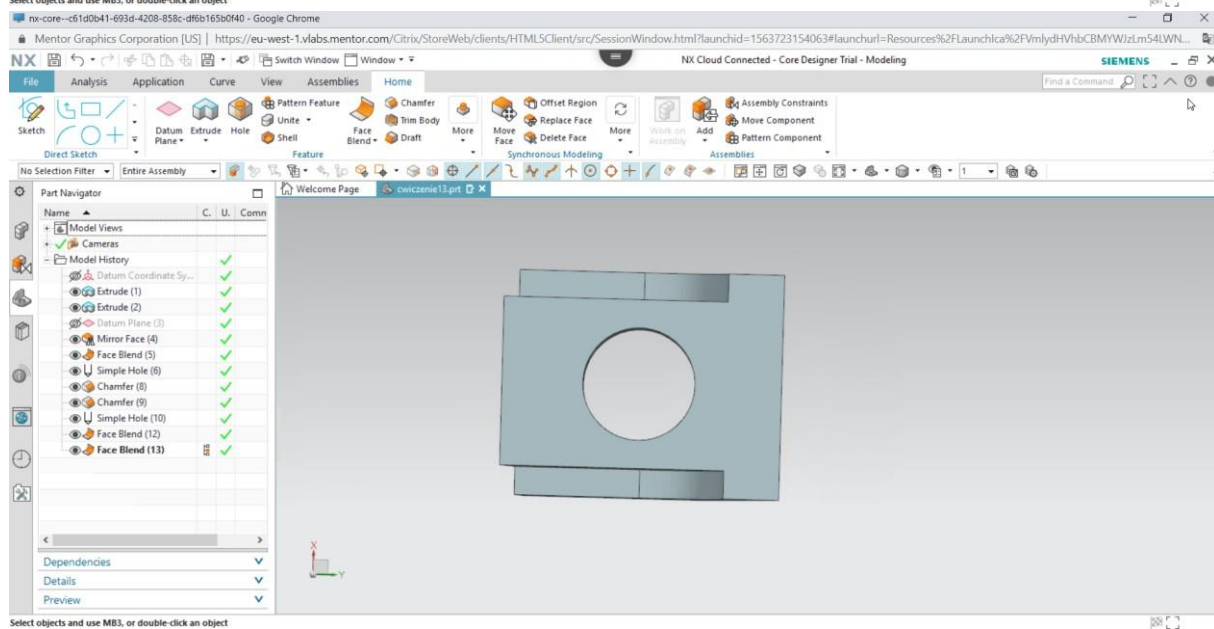 Select objects and use MB3, or double-click an object
nx-core--c61d0b41-693d-4208-858c-df6b165b0f40 - Google Chrome
Mentor Graphics Corporation [US] | https://eu-west-1.vlabs.mentor.com/Citrix/StoreWeb/clients/HTML5Client/src/SessionWindow.html?launchid=1563723154063#launchurl=Resources%2FLaunchIca%2FVmlydHVhbCBMYWJzLm54LWN...
NX Switch Window Window NX Cloud Connected - Core Designer Trial - Modeling SIEMENS
File Analysis Application Curve View Assemblies Home Find a Command
Pattern Feature Chamfer Offset Region Assembly Constraints
Unite Trim Body Replace Face Move Component
Sketch Datum Plane Extrude Hole Shell Face Blend Draft More Move Face Delete Face More Work on Assembly Add Pattern Component
Direct Sketch Feature Synchronous Modeling Assemblies
No Selection Filter Entire Assembly 1
Part Navigator Welcome Page cwiczenie13.prt
Name C. U. Comn
Model Views
Cameras
Model History
Datum Coordinate Sy...
Extrude (1)
Extrude (2)
Datum Plane (3)
Mirror Face (4)
Face Blend (5)
Simple Hole (6)
Chamfer (8)
Chamfer (9)
Simple Hole (10)
Face Blend (12)
Face Blend (13)
X
Y
Dependencies
Details
Preview
Select objects and use MB3, or double-click an object